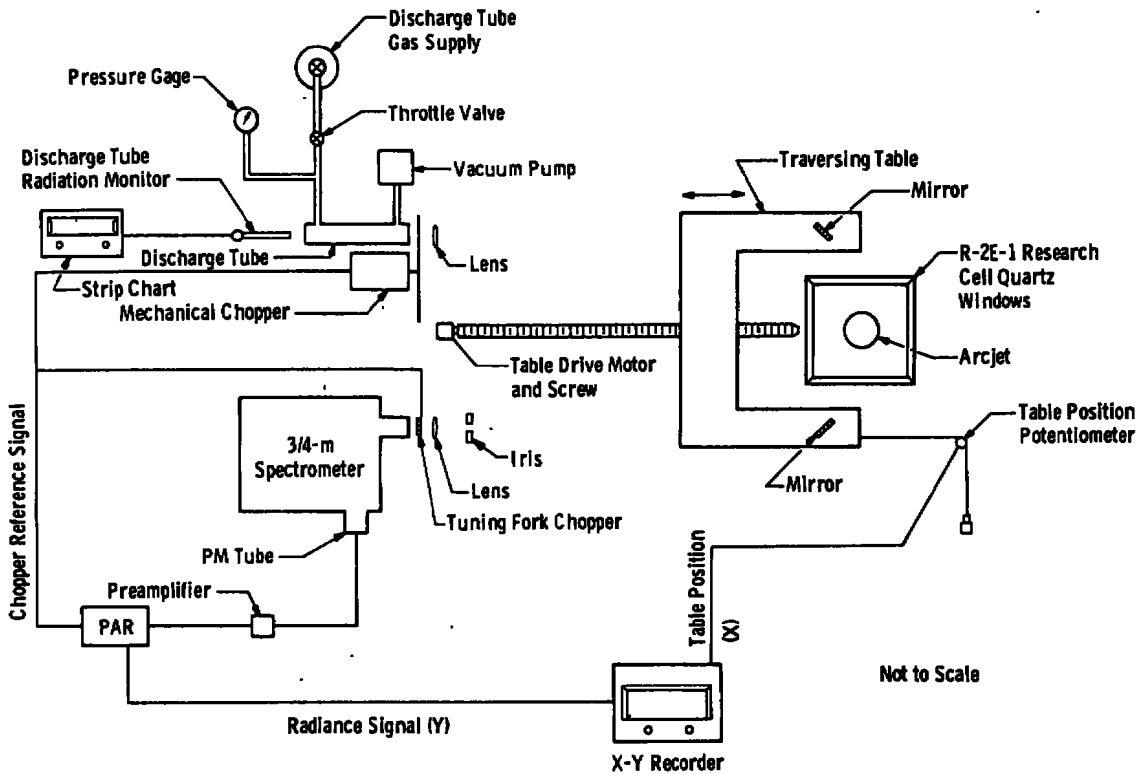 Discharge Tube
Gas Supply
Pressure Gage
Throttle Valve
Discharge Tube
Radiation Monitor
Vacuum Pump
Traversing Table
Mirror
Discharge Tube
Lens
R-2E-1 Research
Cell Quartz
Windows
Strip Chart
Mechanical Chopper
Table Drive Motor
and Screw
Arcjet
Chopper Reference Signal
3/4-m
Spectrometer
Iris
Lens
Tuning Fork Chopper
Table Position
Potentiometer
Mirror
PM Tube
Preamplifier
PAR
Table Position
(X)
Not to Scale
Radiance Signal (Y)
X-Y Recorder